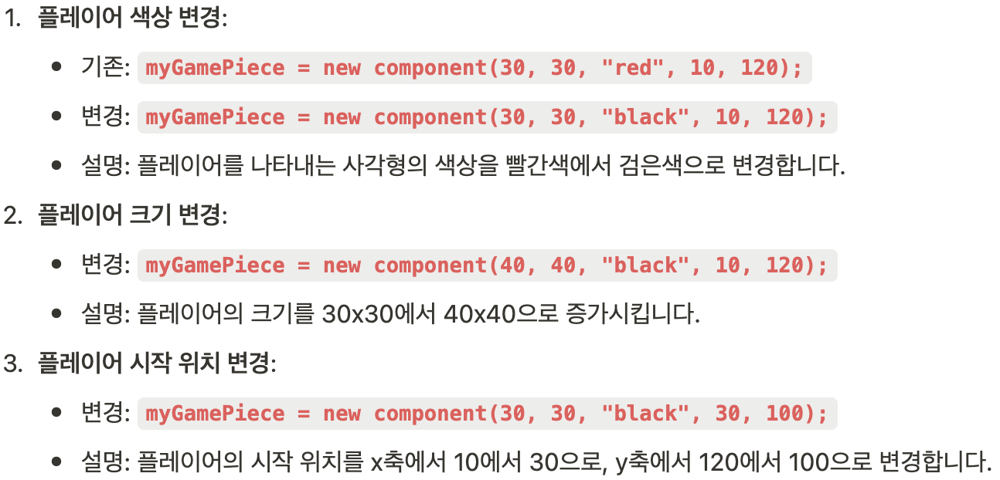 1. 플레이어 색상 변경:
• 기존: myGamePiece = new component(30, 30, "red", 10, 120);
• 변경: myGamePiece = new component(30, 30, "black", 10, 120);
• 설명: 플레이어를 나타내는 사각형의 색상을 빨간색에서 검은색으로 변경합니다.
2. 플레이어 크기 변경:
• 변경: myGamePiece = new component(40, 40, "black", 10, 120);
• 설명: 플레이어의 크기를 30x30에서 40x40으로 증가시킵니다.
3. 플레이어 시작 위치 변경:
• 변경: myGamePiece = new component(30, 30, "black", 30, 100);
• 설명: 플레이어의 시작 위치를 x축에서 10에서 30으로, y축에서 120에서 100으로 변경합니다.